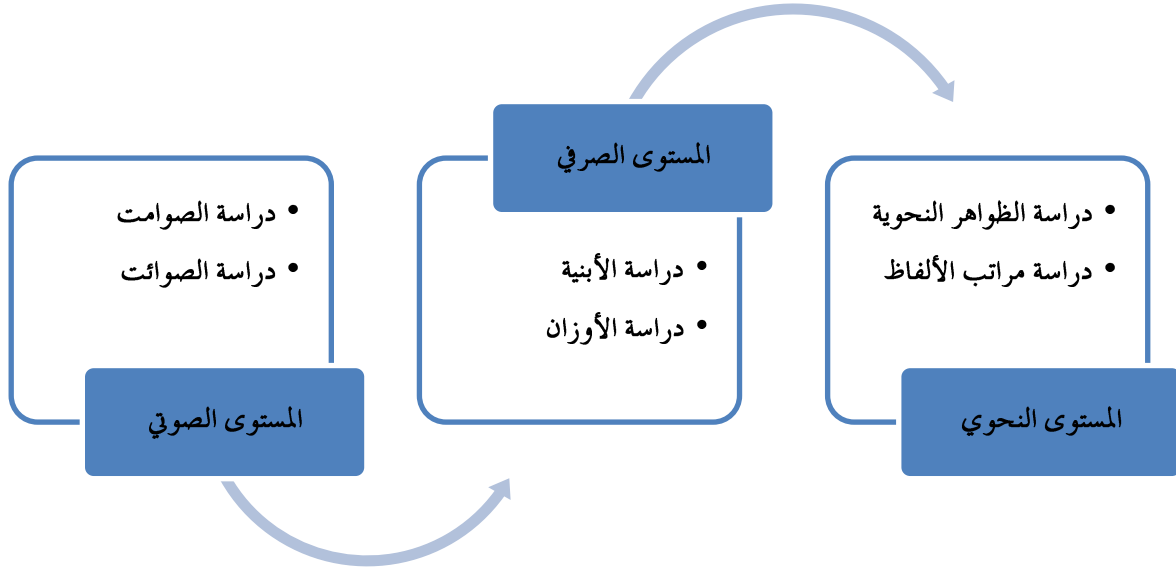 دراسة الصوامت
دراسة الصوائت
المستوى الصوتي
المستوى الصرفي
دراسة الأبنية
دراسة الأوزان
دراسة الظواهر النحوية
دراسة مراتب الألفاظ
المستوى النحوي